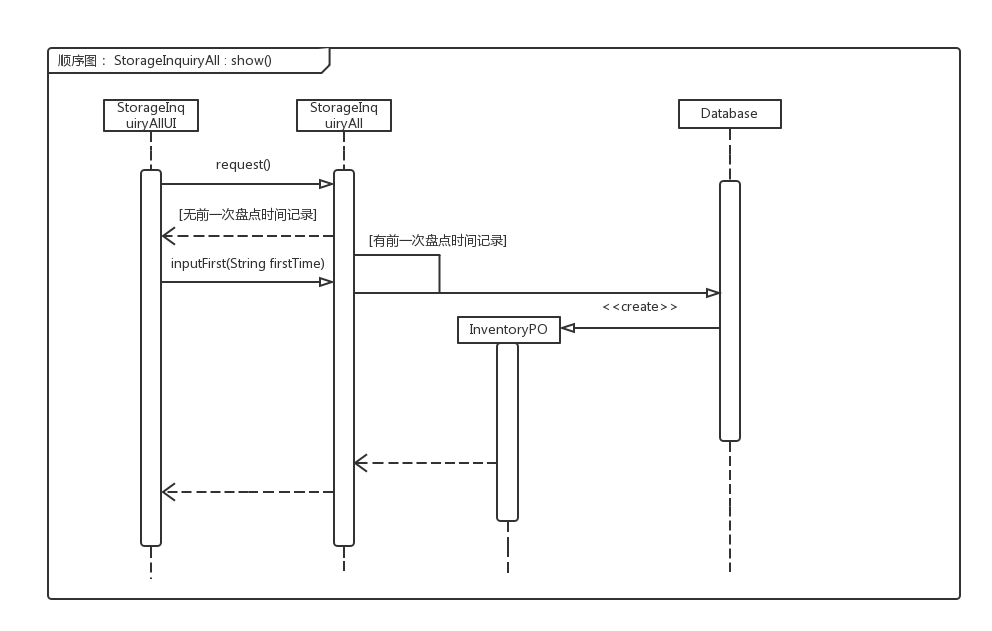 顺序图： StorageInquiryAll : show()
StorageInq
uiryAllUI
StorageInq
uiryAll
Database
request()
[无前一次盘点时间记录]
[有前一次盘点时间记录]
inputFirst(String firstTime)
<<create>>
InventoryPO